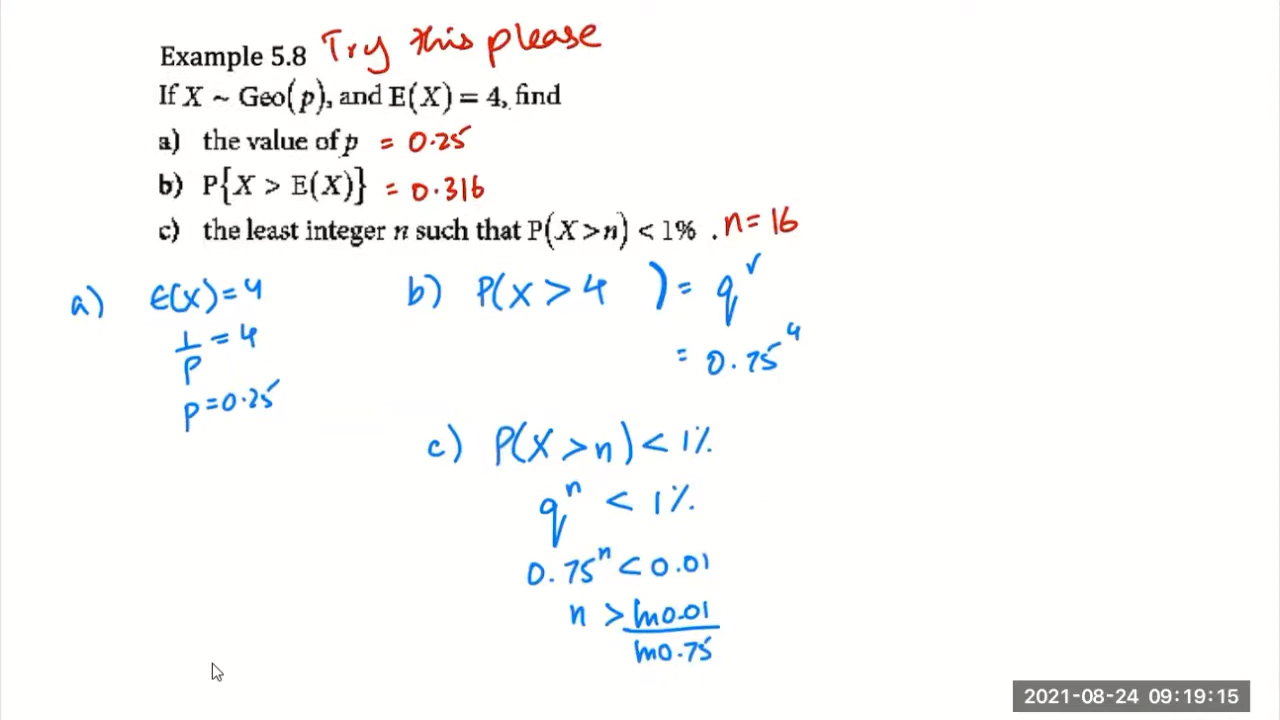 Example 5.8 Try this please
If X ~ Geo(p), and E(X) = 4, find
a) the value of p = 0.25
b) P{X > E(X)} = 0.316
c) the least integer n such that P(X>n) < 1% . n = 16
a) E(X) = 4
1/p = 4
p = 0.25
b) P(X > 4 ) = q^r
= 0.75^4
c) P(X > n) < 1%
q^n < 1%
0.75^n < 0.01
n > ln0.01/ln0.75
2021-08-24 09:19:15